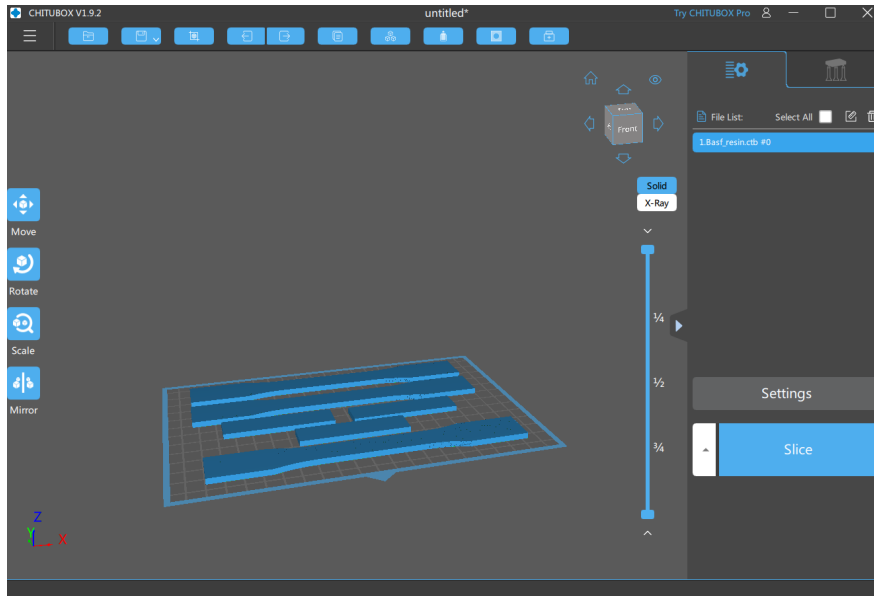 CHITUBOX V1.9.2
untitled*
Try CHITUBOX Pro
File List:
Select All
1.Basf_resin.ctb #0
Front
Solid
X-Ray
Move
Rotate
Scale
Mirror
¼
½
¾
Settings
Slice
Z
Y
X